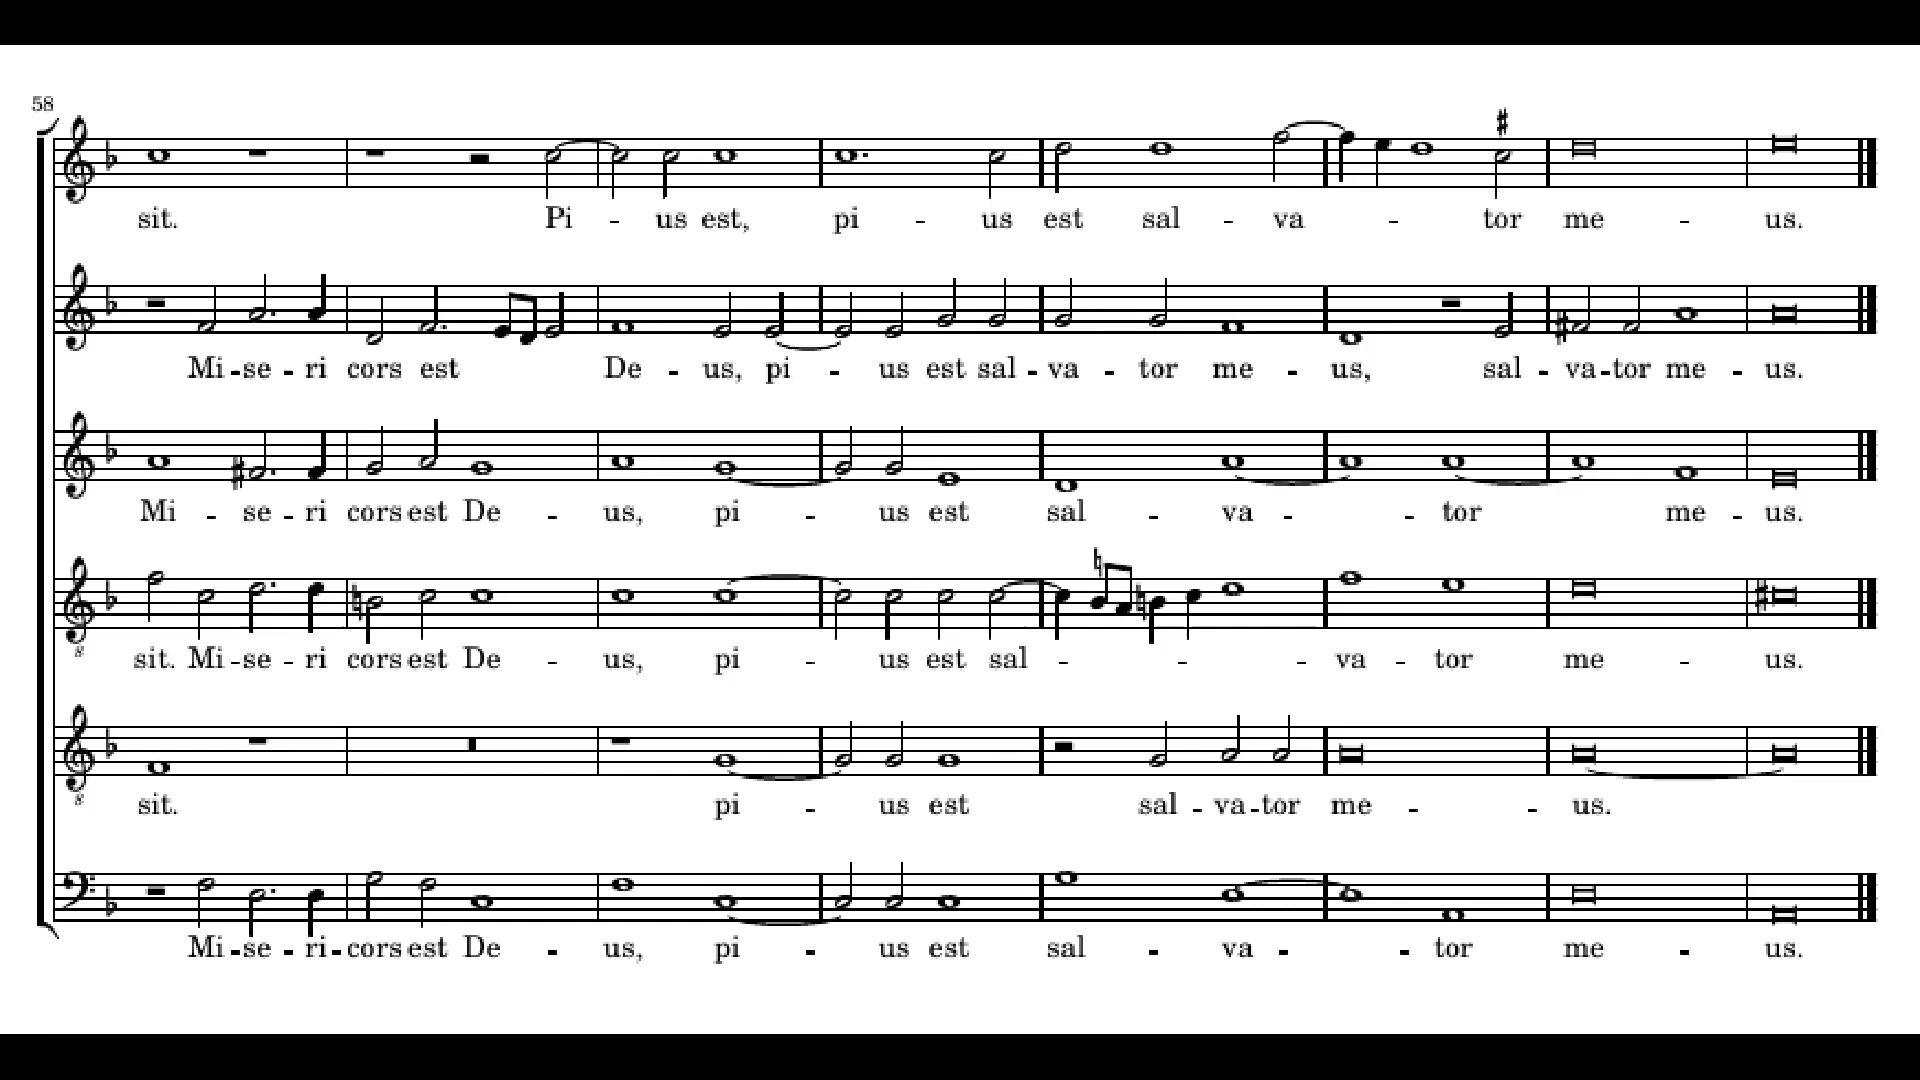 58
sit. Pi - us est, pi - us est sal - va - tor me - us.
Mi - se - ri cors est De - us, pi - us est sal - va - tor me - us, sal - va - tor me - us.
Mi - se - ri cors est De - us, pi - us est sal - va - - tor me - us.
8
sit. Mi - se - ri cors est De - us, pi - us est sal - - - va - tor me - us.
8
sit. pi - us est sal - va - tor me - - us.
Mi - se - ri - cors est De - us, pi - us est sal - va - - tor me - us.